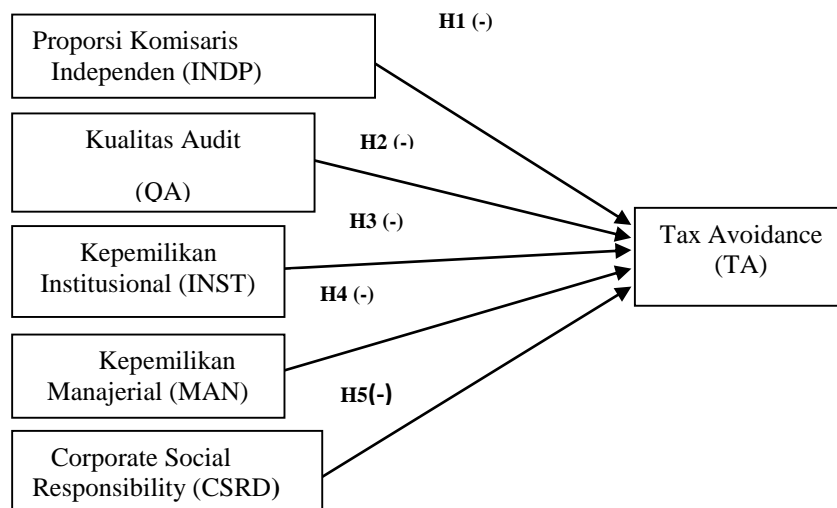 H1 (-)
Proporsi Komisaris
Independen (INDP)
Kualitas Audit
(QA)
H2 (-)
H3 (-)
Kepemilikan
Institusional (INST)
Tax Avoidance
(TA)
H4 (-)
Kepemilikan
Manajerial (MAN)
H5(-)
Corporate Social
Responsibility (CSRD)